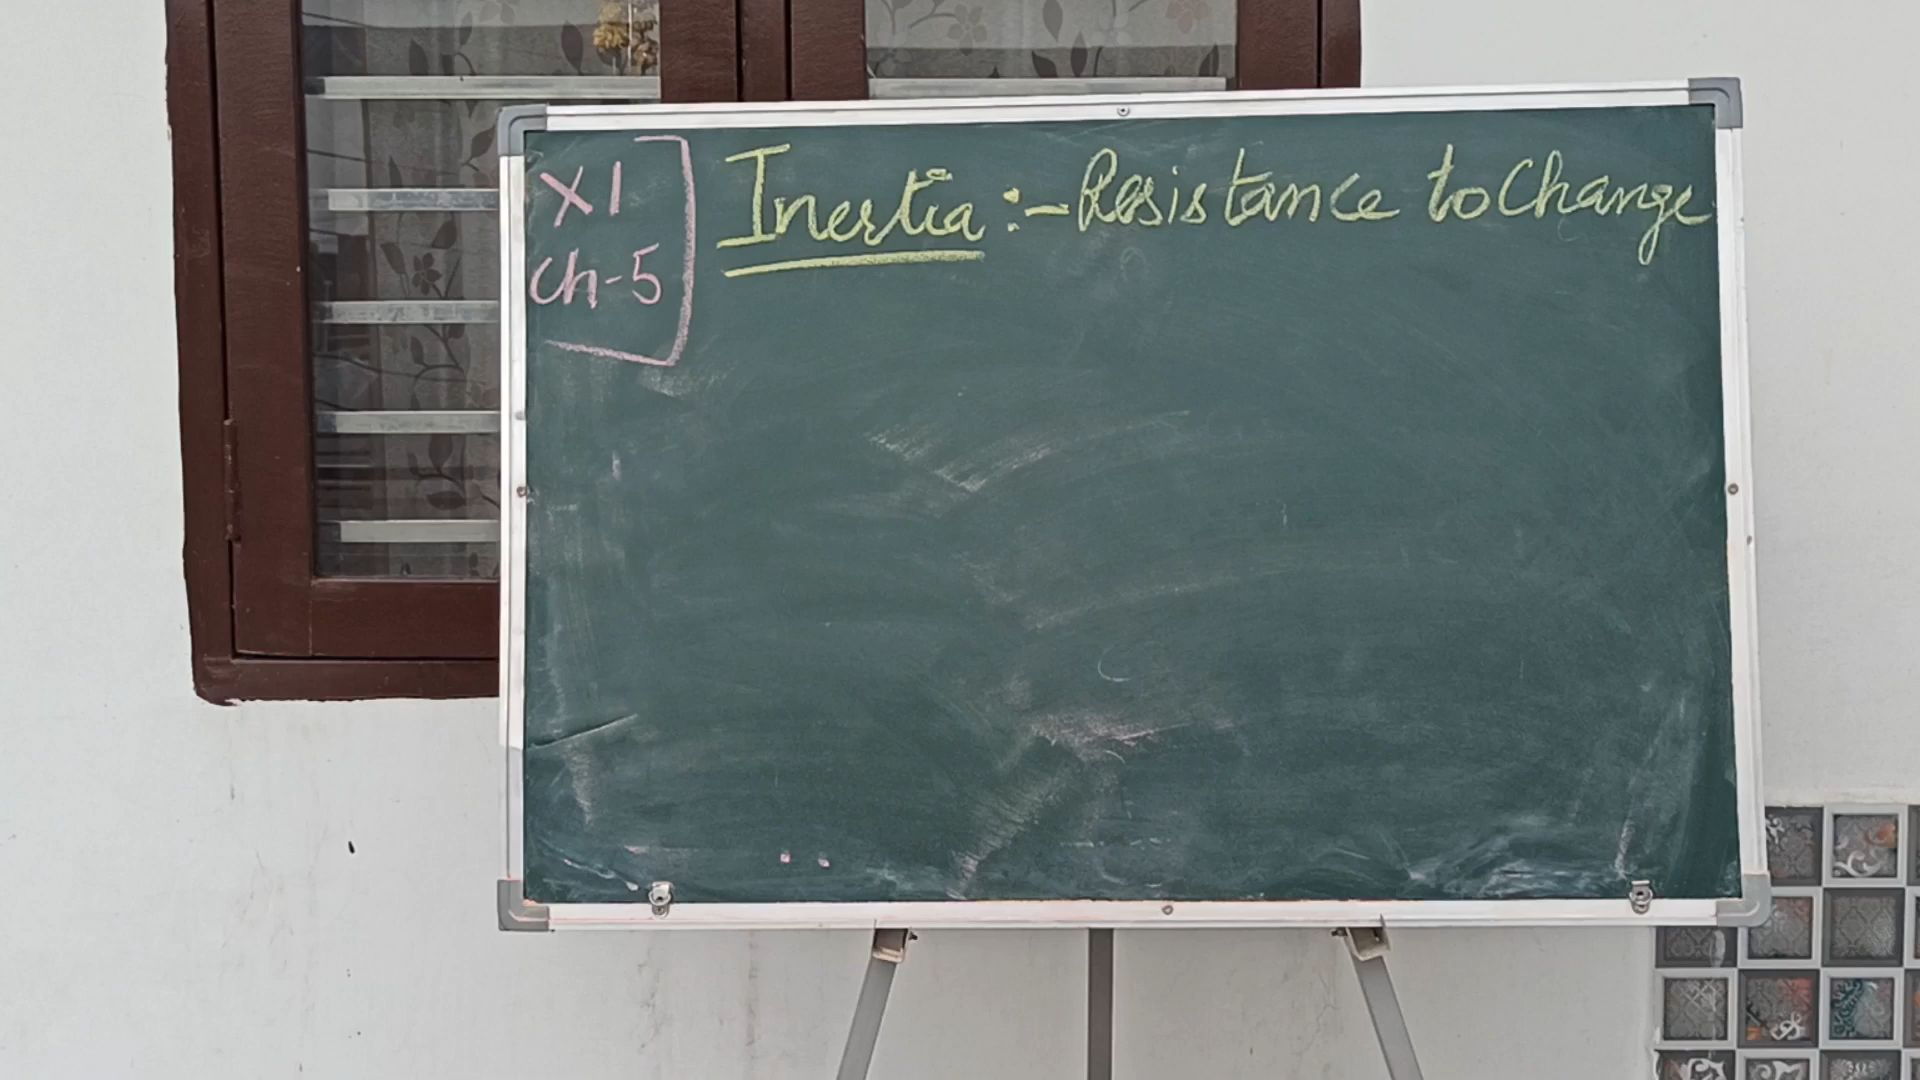 XI
Ch-5
Inertia :- Resistance to Change